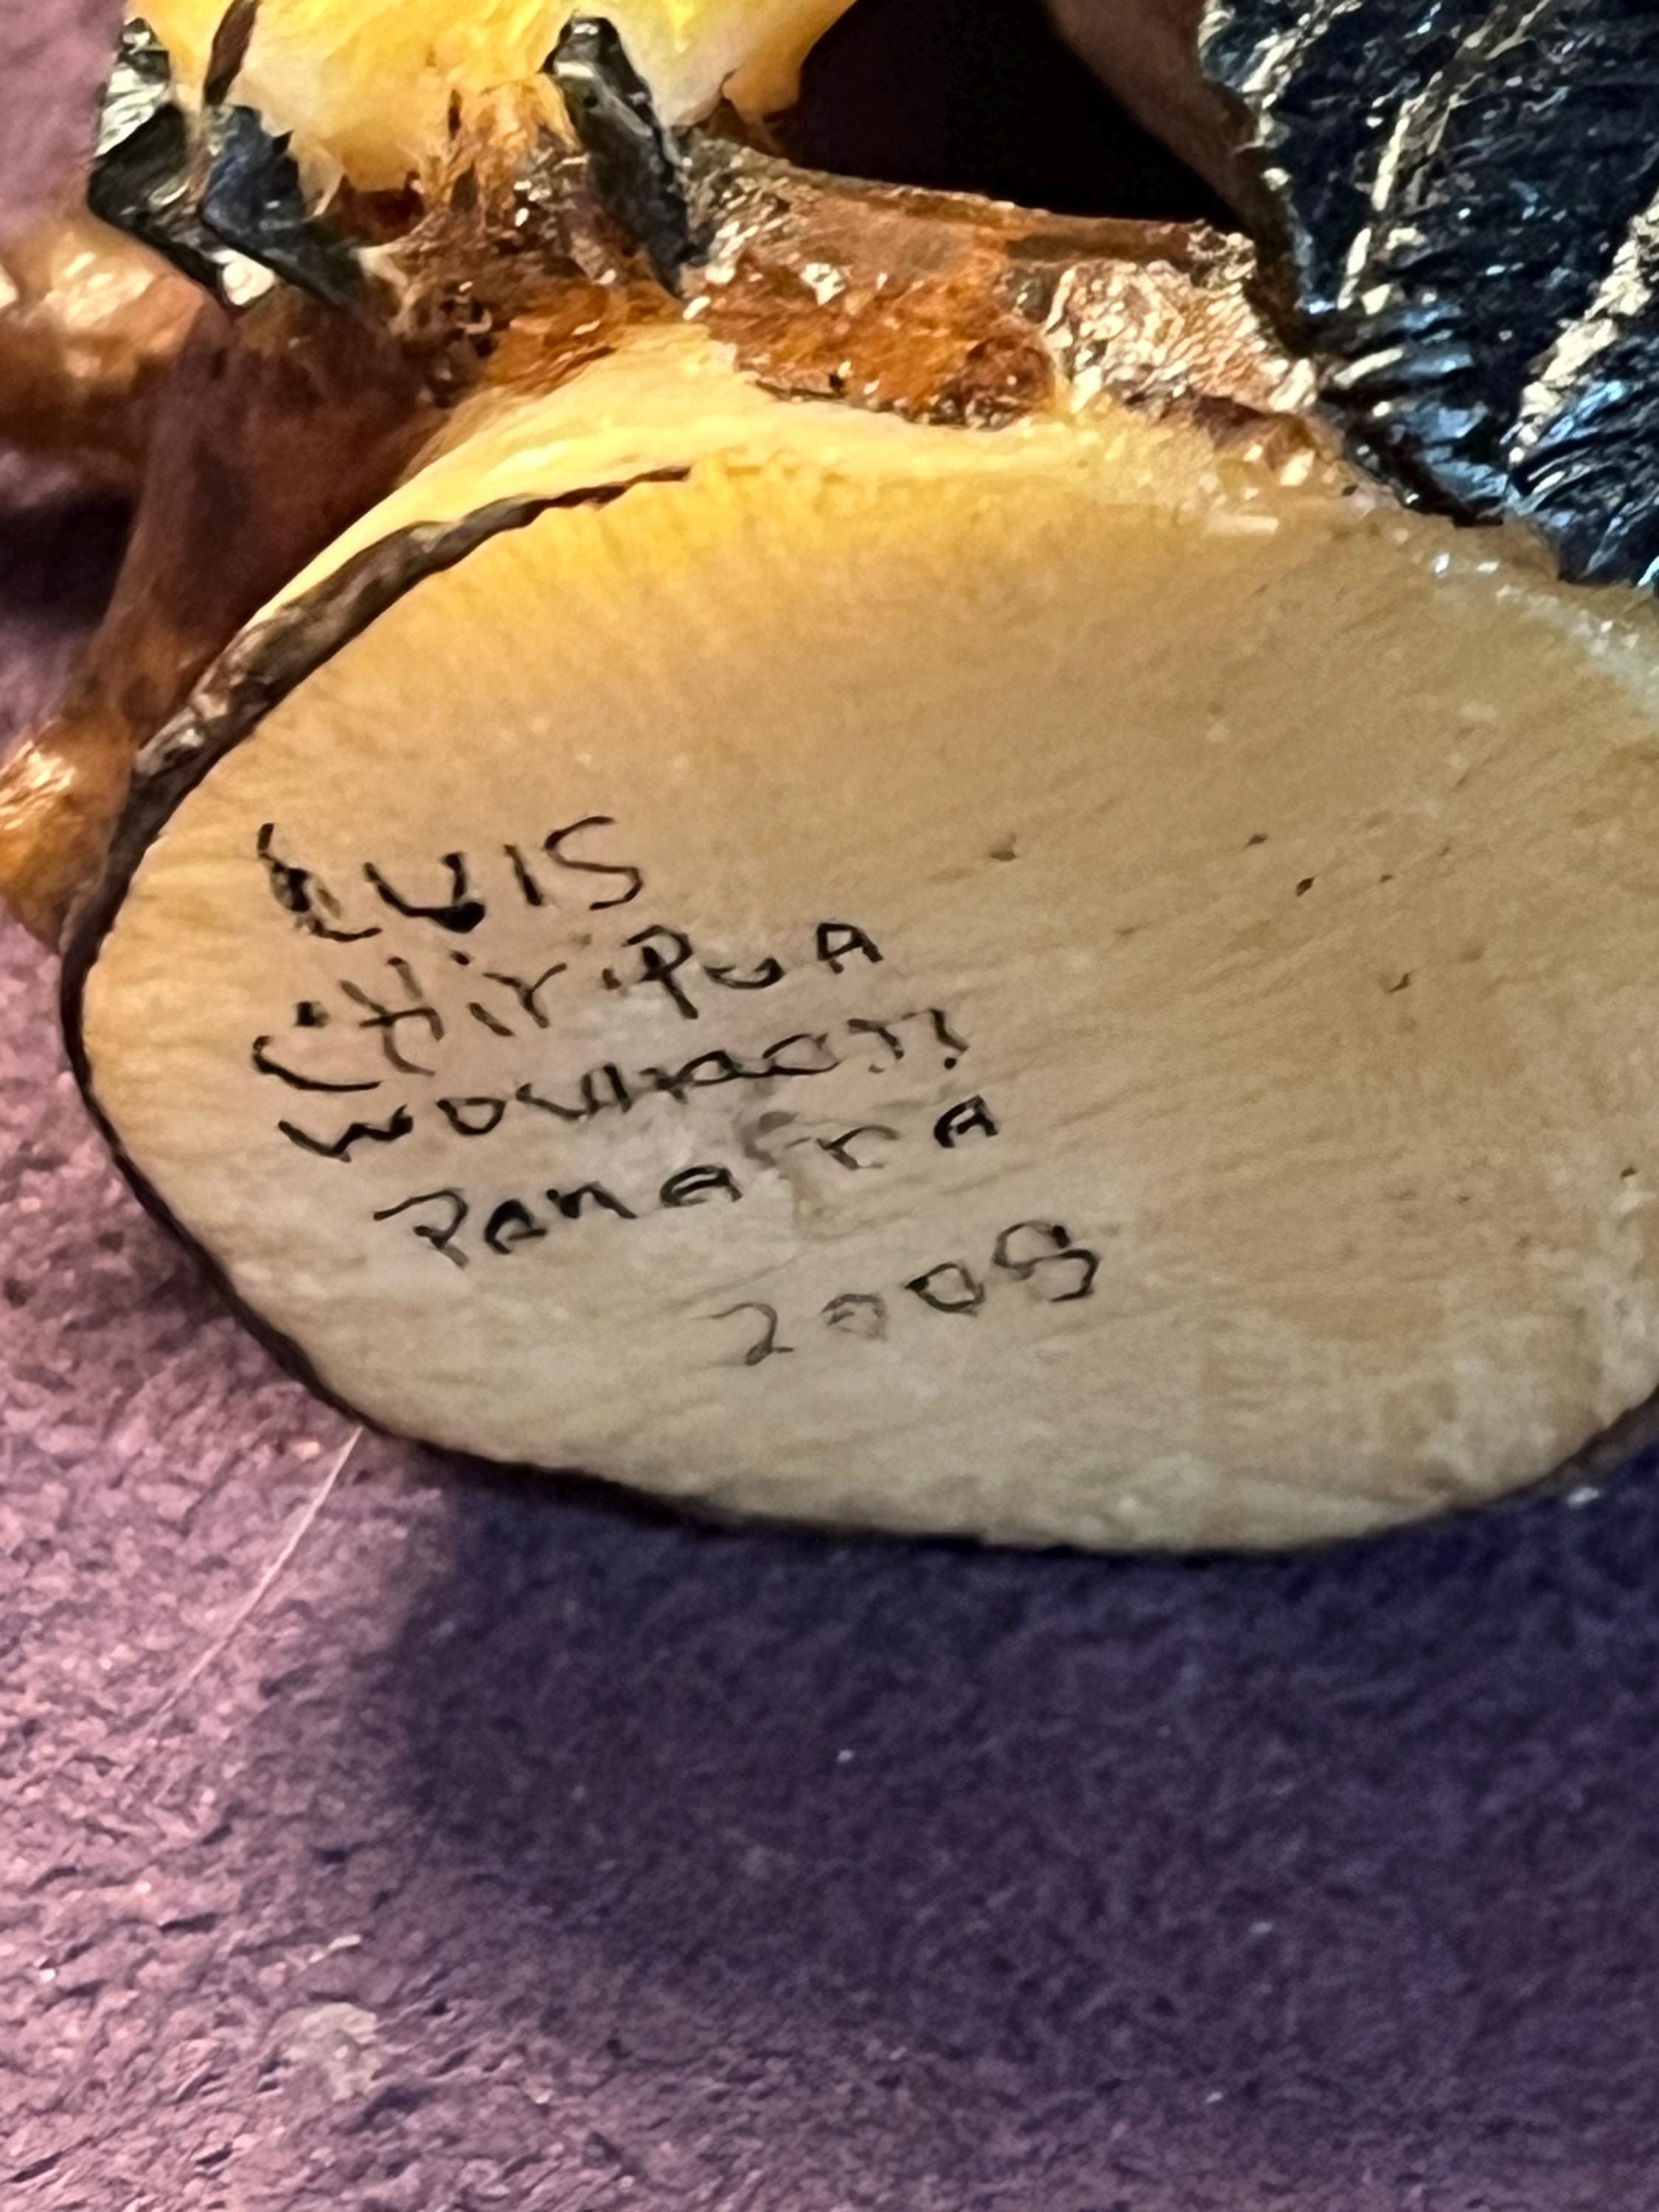 LUIS
CHiriPUA
WOUNAAN
PANAMA
2008